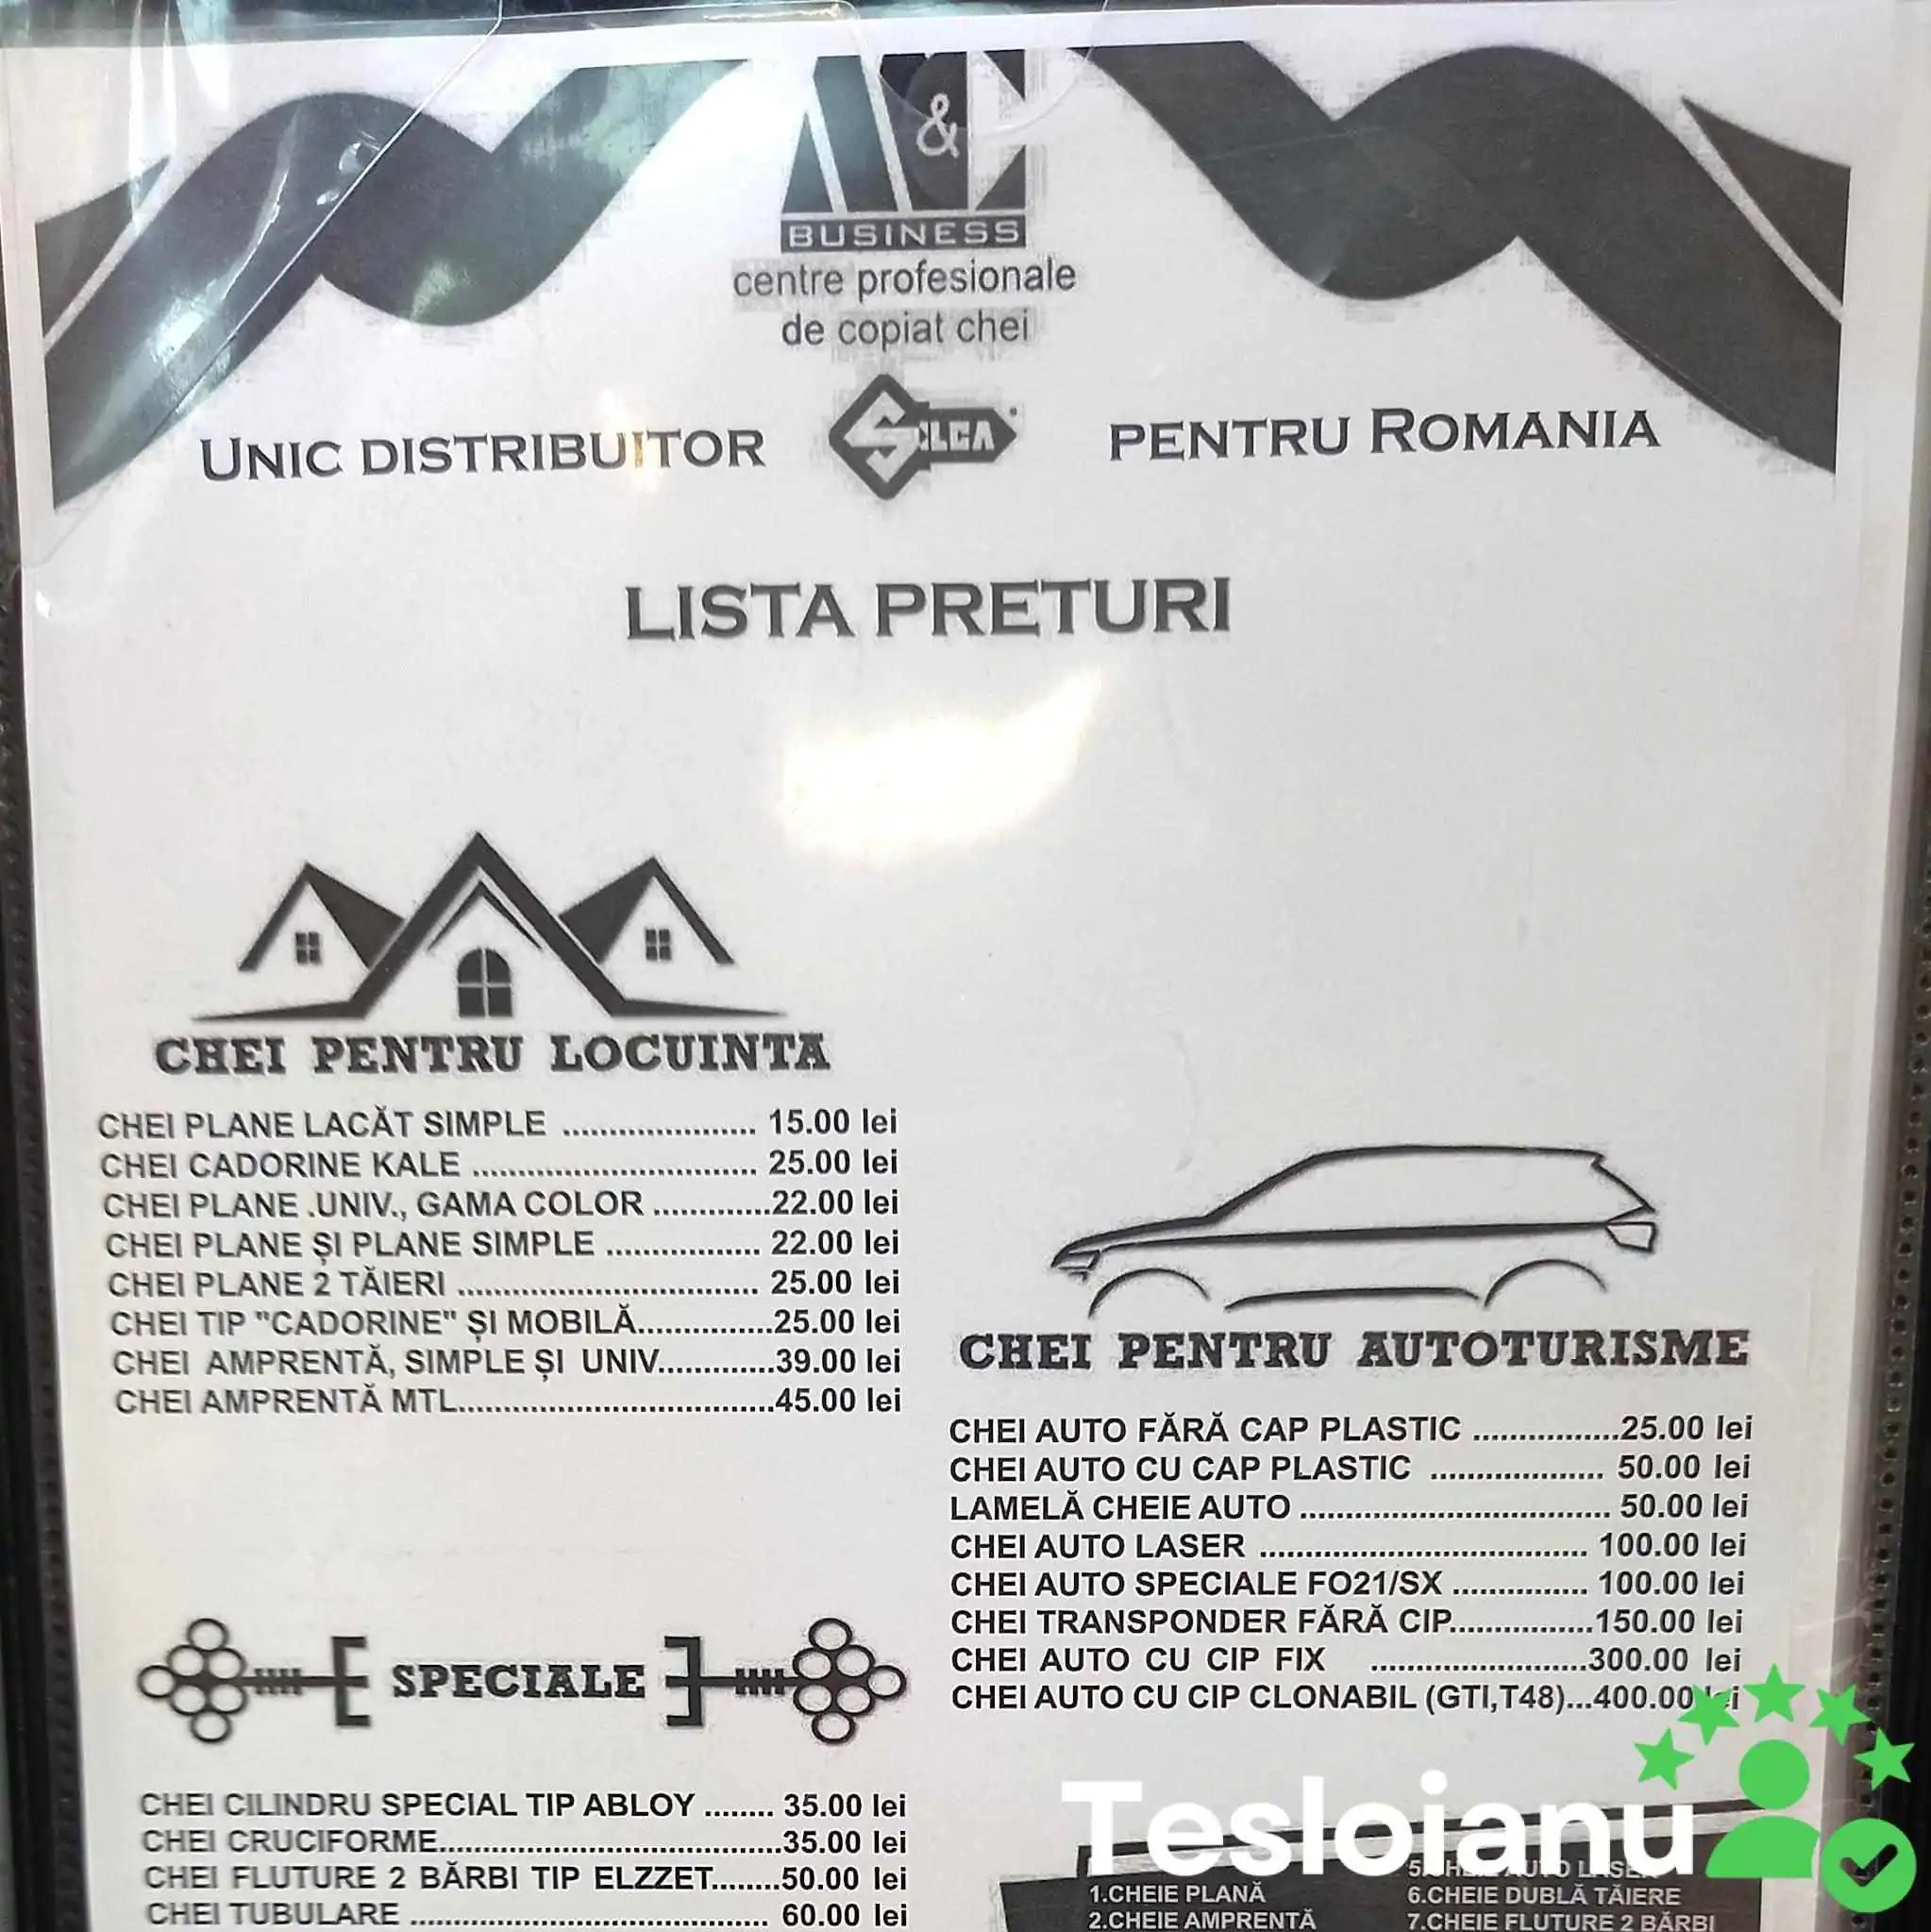 A&C
BUSINESS
centre profesionale
de copiat chei
UNIC DISTRIBUITOR SILCA PENTRU ROMANIA
LISTA PRETURI
CHEI PENTRU LOCUINTA
CHEI PLANE LACĂT SIMPLE ..................... 15.00 lei
CHEI CADORINE KALE ............................... 25.00 lei
CHEI PLANE .UNIV., GAMA COLOR .............22.00 lei
CHEI PLANE ȘI PLANE SIMPLE ................. 22.00 lei
CHEI PLANE 2 TĂIERI ................................. 25.00 lei
CHEI TIP "CADORINE" ȘI MOBILĂ...............25.00 lei
CHEI AMPRENTĂ, SIMPLE ȘI UNIV.............39.00 lei
CHEI AMPRENTĂ MTL...................................45.00 lei
CHEI PENTRU AUTOTURISME
CHEI AUTO FĂRĂ CAP PLASTIC ................25.00 lei
CHEI AUTO CU CAP PLASTIC ................... 50.00 lei
LAMELĂ CHEIE AUTO .................................. 50.00 lei
CHEI AUTO LASER .................................... 100.00 lei
CHEI AUTO SPECIALE FO21/SX ............... 100.00 lei
CHEI TRANSPONDER FĂRĂ CIP................150.00 lei
CHEI AUTO CU CIP FIX ........................300.00 lei
CHEI AUTO CU CIP CLONABIL (GTI,T48)...400.00 lei
SPECIALE
CHEI CILINDRU SPECIAL TIP ABLOY ........ 35.00 lei
CHEI CRUCIFORME.....................................35.00 lei
CHEI FLUTURE 2 BĂRBI TIP ELZZET........50.00 lei
CHEI TUBULARE ....................................... 60.00 lei
Tesloianu
1.CHEIE PLANĂ
2.CHEIE AMPRENTĂ
5.CHEIE AUTO LASER
6.CHEIE DUBLĂ TĂIERE
7.CHEIE FLUTURE 2 BĂRBI